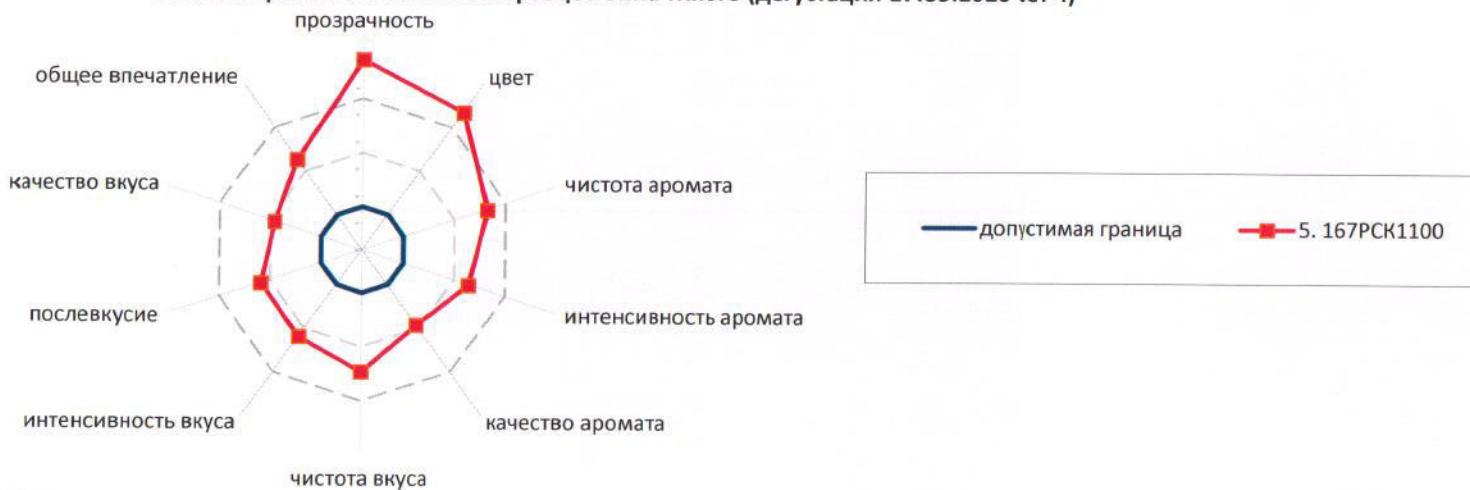 прозрачность
общее впечатление
цвет
качество вкуса
чистота аромата
допустимая граница
5. 167РСК1100
послевкусие
интенсивность аромата
интенсивность вкуса
качество аромата
чистота вкуса